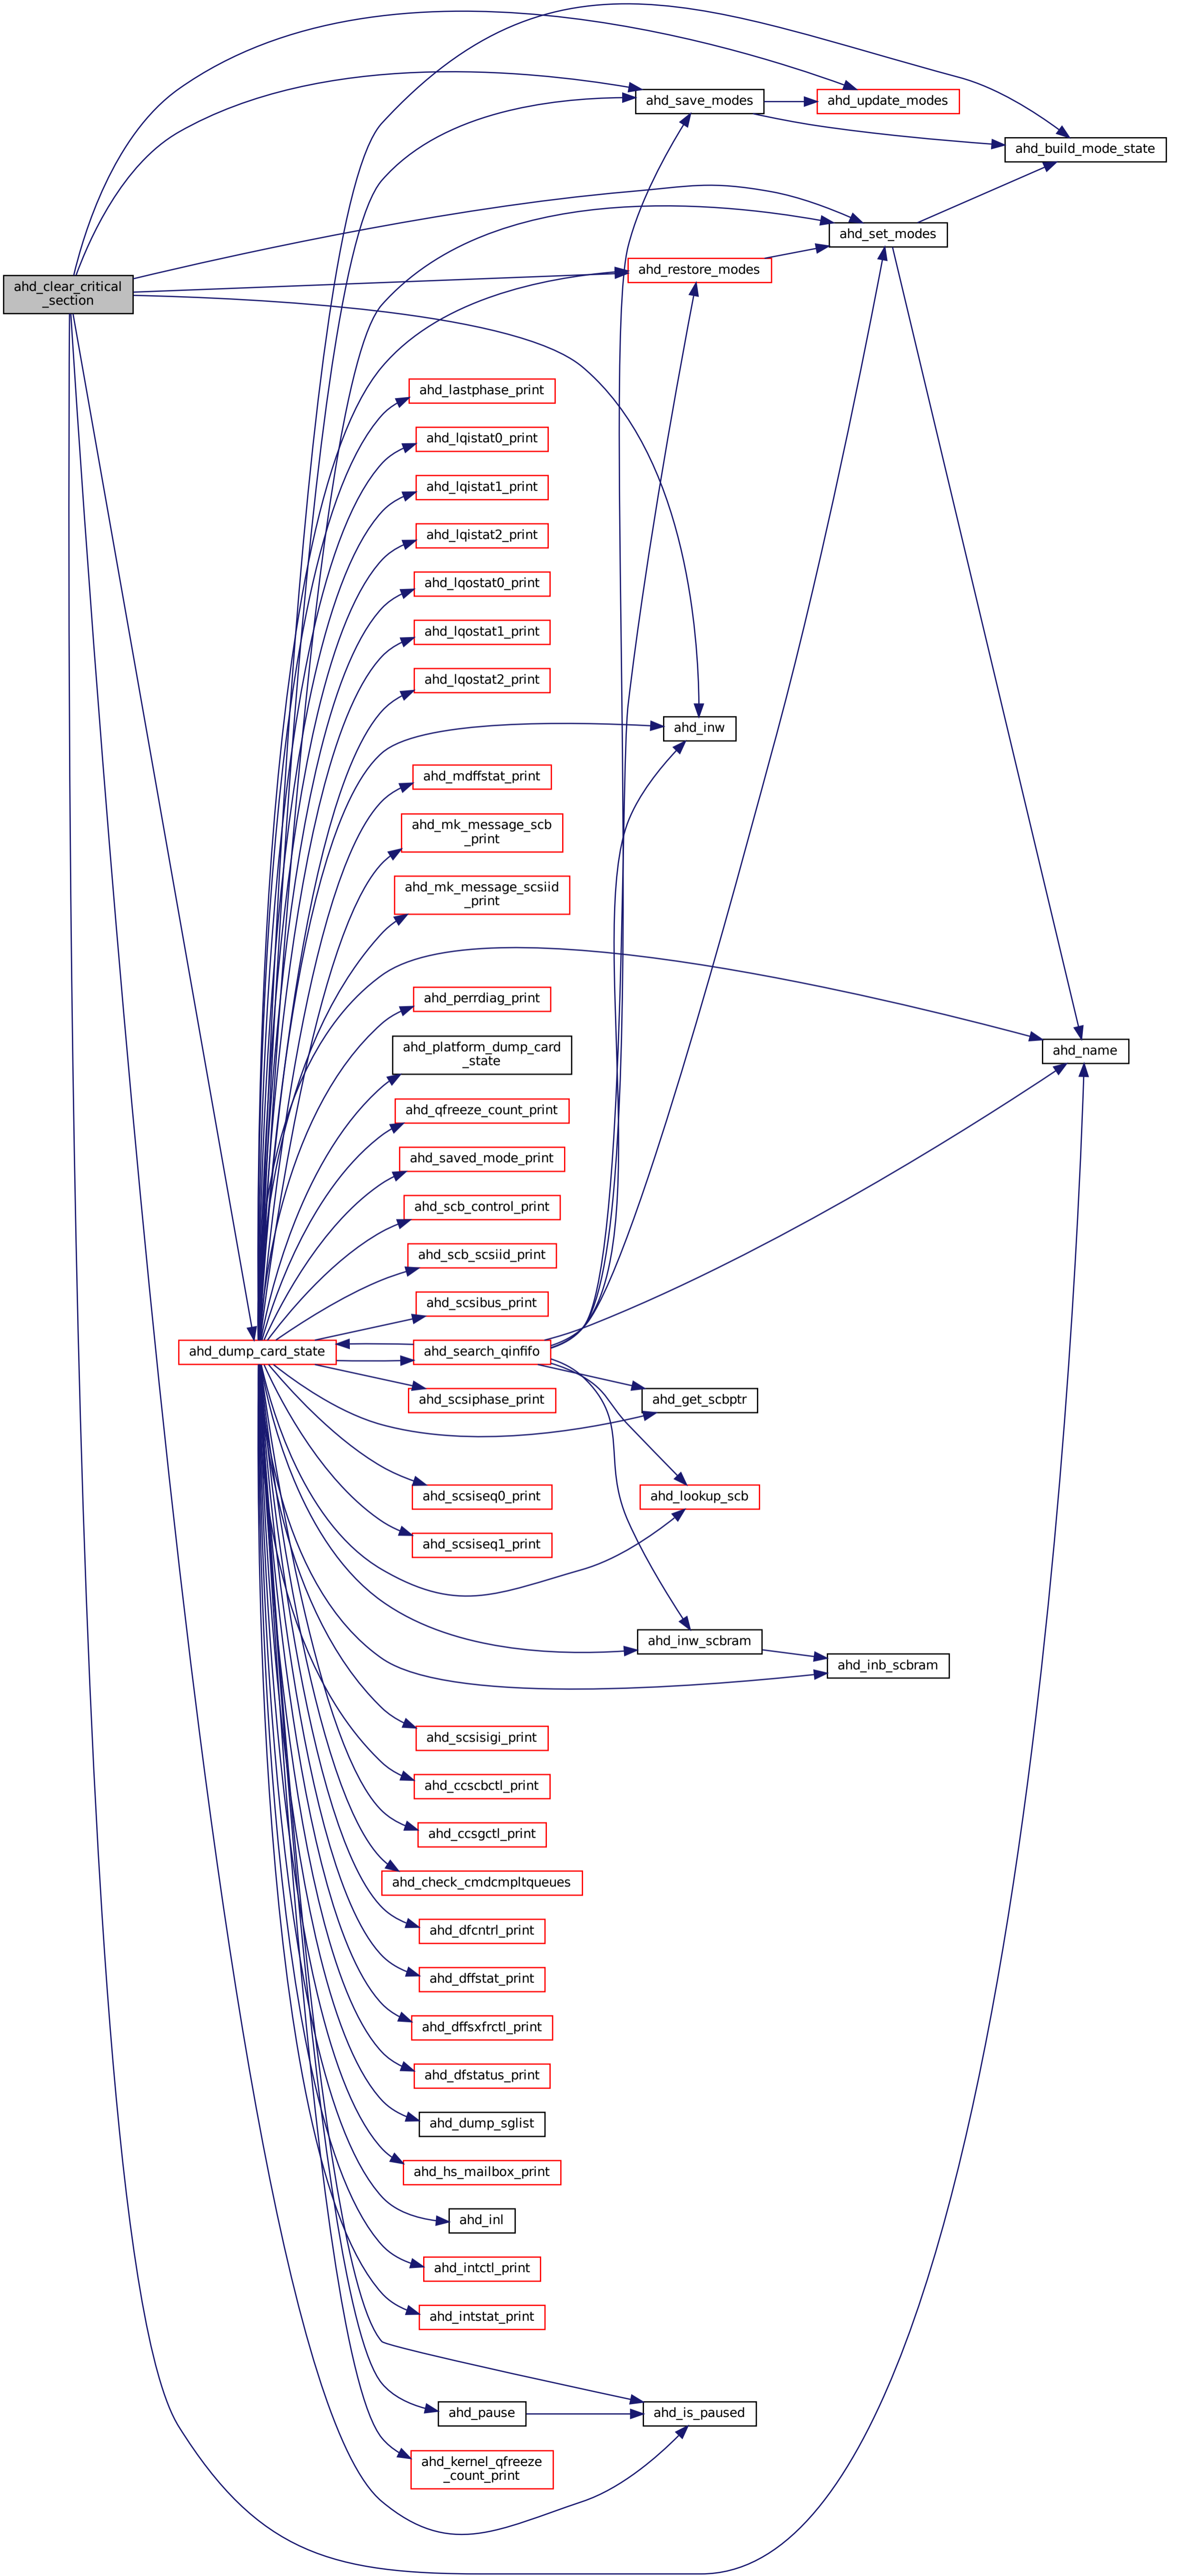 ahd_save_modes
ahd_update_modes
ahd_build_mode_state
ahd_set_modes
ahd_restore_modes
ahd_clear_critical
_section
ahd_lastphase_print
ahd_lqistat0_print
ahd_lqistat1_print
ahd_lqistat2_print
ahd_lqostat0_print
ahd_lqostat1_print
ahd_lqostat2_print
ahd_inw
ahd_mdffstat_print
ahd_mk_message_scb
_print
ahd_mk_message_scsiid
_print
ahd_perrdiag_print
ahd_platform_dump_card
_state
ahd_name
ahd_qfreeze_count_print
ahd_saved_mode_print
ahd_scb_control_print
ahd_scb_scsiid_print
ahd_scsibus_print
ahd_dump_card_state
ahd_search_qinfifo
ahd_scsiphase_print
ahd_get_scbptr
ahd_scsiseq0_print
ahd_lookup_scb
ahd_scsiseq1_print
ahd_inw_scbram
ahd_inb_scbram
ahd_scsisigi_print
ahd_ccscbctl_print
ahd_ccsgctl_print
ahd_check_cmdcmpltqueues
ahd_dfcntrl_print
ahd_dffstat_print
ahd_dffsxfrctl_print
ahd_dfstatus_print
ahd_dump_sglist
ahd_hs_mailbox_print
ahd_inl
ahd_intctl_print
ahd_intstat_print
ahd_pause
ahd_is_paused
ahd_kernel_qfreeze
_count_print